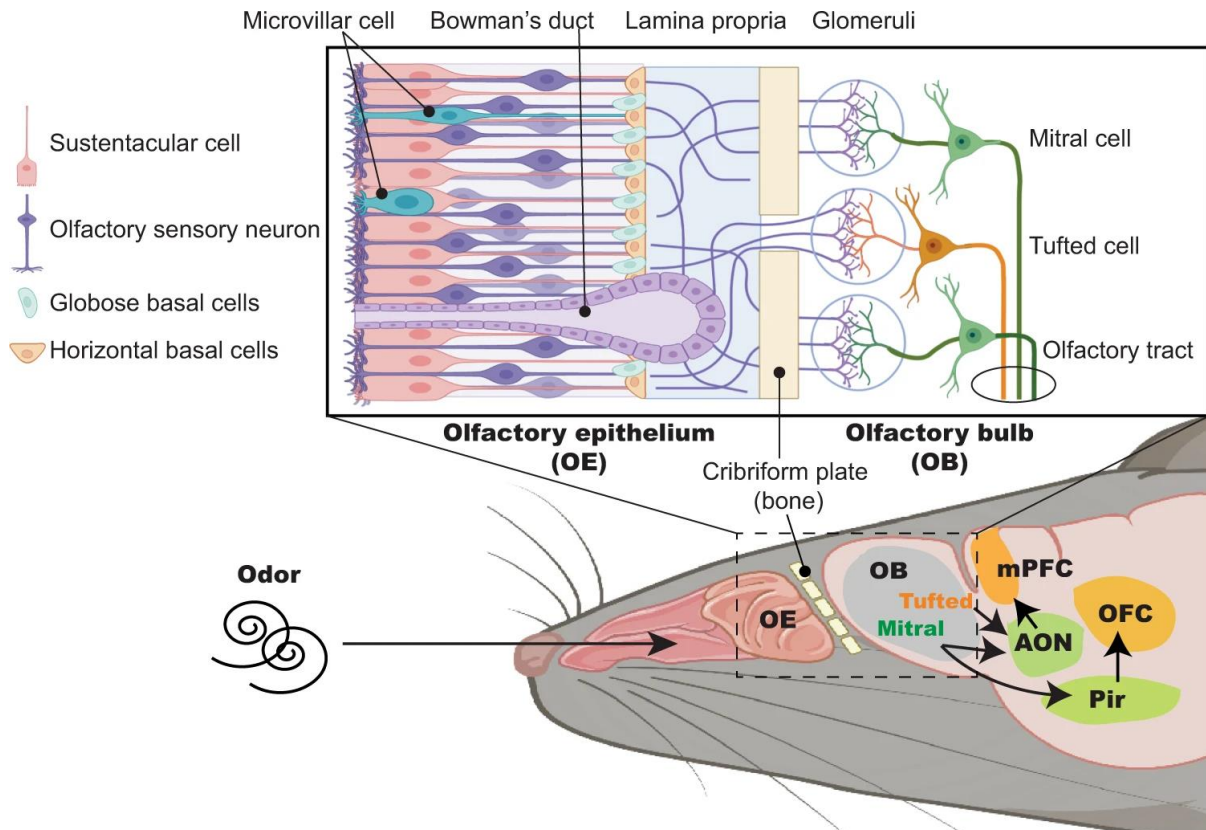 Microvillar cell
Bowman's duct
Lamina propria
Glomeruli
Sustentacular cell
Olfactory sensory neuron
Globose basal cells
Horizontal basal cells
Mitral cell
Tufted cell
Olfactory tract
Olfactory epithelium
(OE)
Olfactory bulb
(OB)
Cribriform plate
(bone)
Odor
OE
OB
Tufted
Mitral
mPFC
OFC
AON
Pir